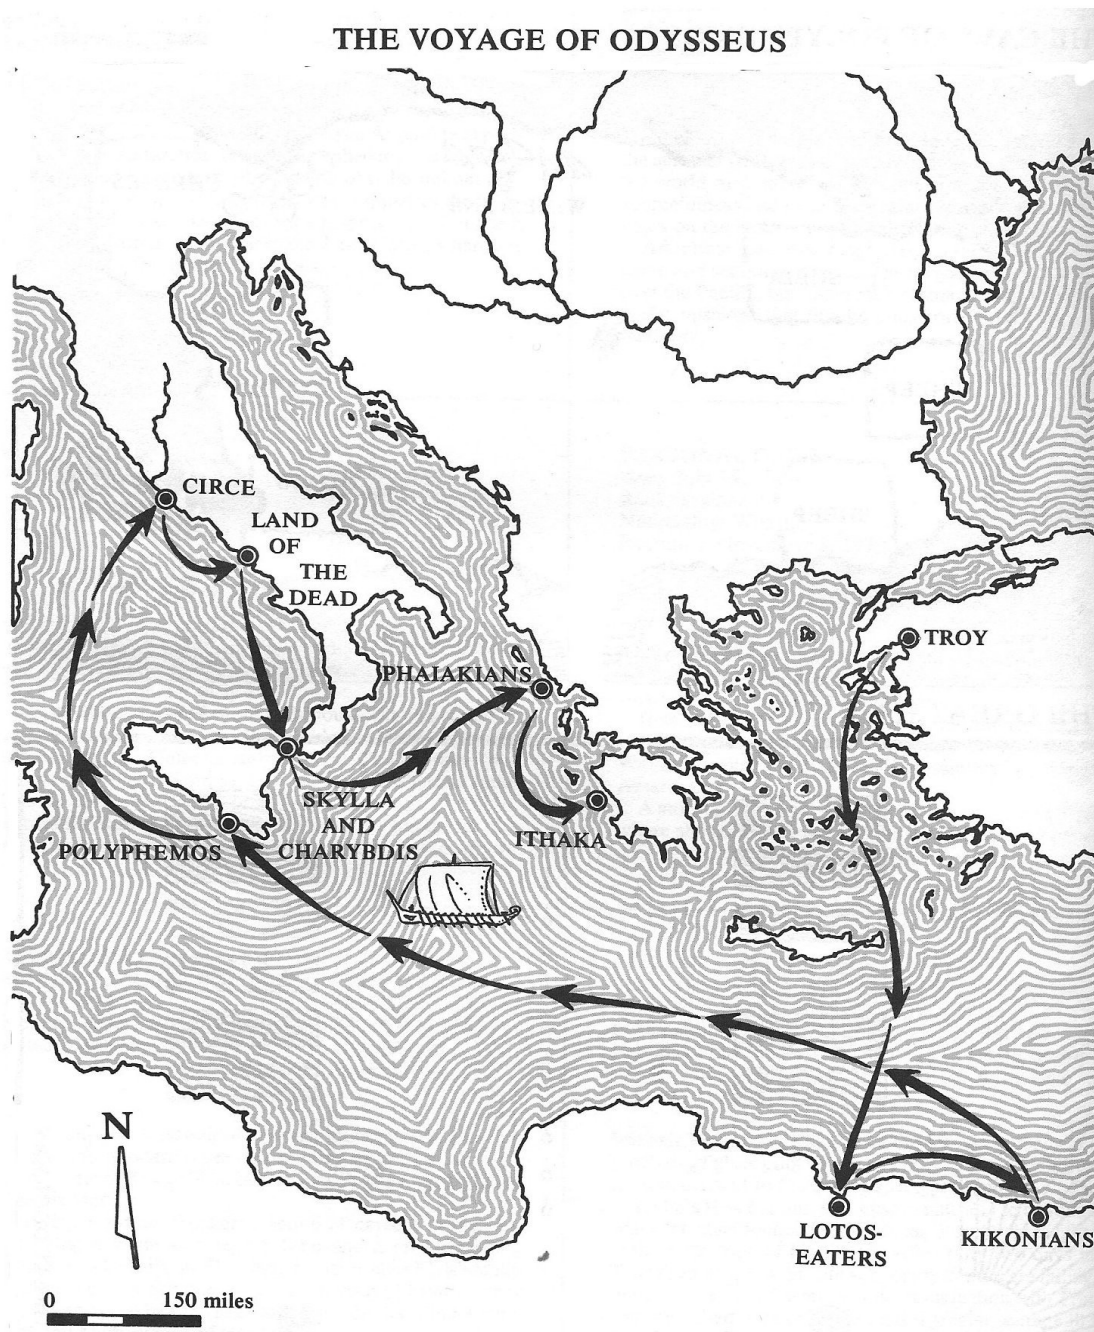 THE VOYAGE OF ODYSSEUS
CIRCE
LAND
OF
THE
DEAD
TROY
PHAIAKIANS
SKYLLA
AND
CHARYBDIS
ITHAKA
POLYPHEMOS
N
LOTOS-
EATERS
KIKONIANS
0 150 miles